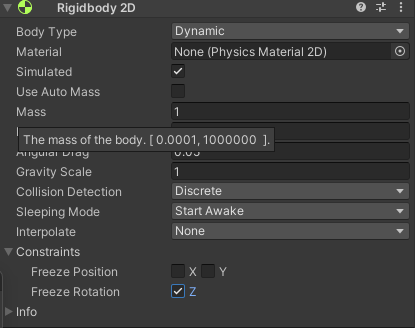 Rigidbody 2D
Body Type Dynamic
Material None (Physics Material 2D)
Simulated
Use Auto Mass
Mass 1
The mass of the body. [ 0.0001, 1000000 ].
Angular Drag 0.05
Gravity Scale 1
Collision Detection Discrete
Sleeping Mode Start Awake
Interpolate None
Constraints
Freeze Position X Y
Freeze Rotation Z
Info